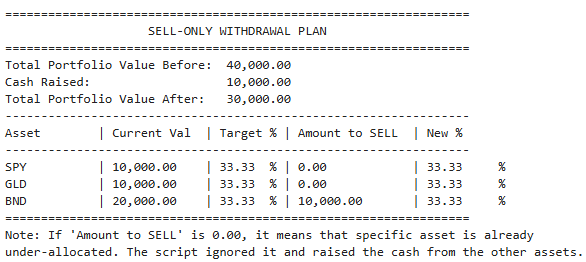 ==============================================================
SELL-ONLY WITHDRAWAL PLAN
==============================================================
Total Portfolio Value Before:  40,000.00
Cash Raised:                   10,000.00
Total Portfolio Value After:   30,000.00
--------------------------------------------------------------
Asset        | Current Val  | Target % | Amount to SELL  | New %
--------------------------------------------------------------
SPY          | 10,000.00    | 33.33  % | 0.00            | 33.33     %
GLD          | 10,000.00    | 33.33  % | 0.00            | 33.33     %
BND          | 20,000.00    | 33.33  % | 10,000.00       | 33.33     %
==============================================================
Note: If 'Amount to SELL' is 0.00, it means that specific asset is already
under-allocated. The script ignored it and raised the cash from the other assets.